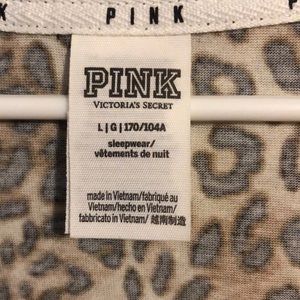 K PINK P
PINK
VICTORIA'S SECRET
L | G | 170/104A
sleepwear/
vêtements de nuit
made in Vietnam/fabriqué au
Vietnam/hecho en Vietnam/
fabbricato in Vietnam/越南制造